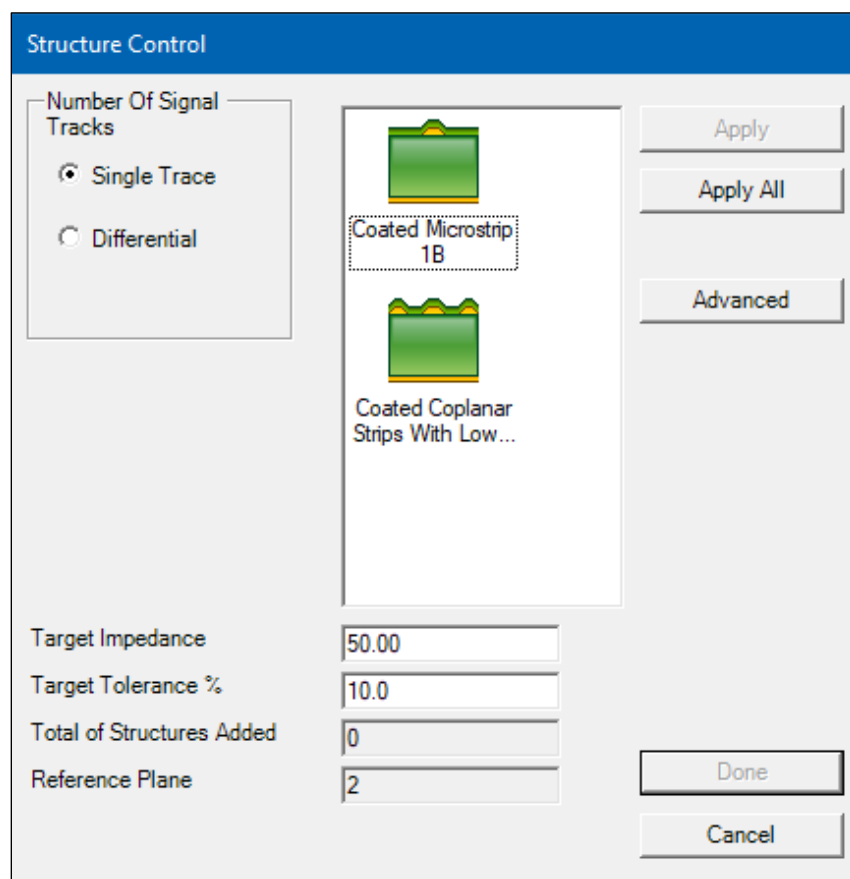 Structure Control
Number Of Signal
Tracks
Single Trace
Differential
Coated Microstrip
1B
Coated Coplanar
Strips With Low...
Apply
Apply All
Advanced
Target Impedance
50.00
Target Tolerance %
10.0
Total of Structures Added
0
Reference Plane
2
Done
Cancel